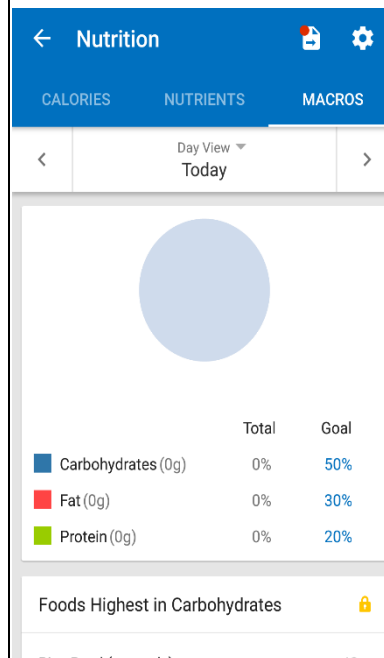 Nutrition
CALORIES NUTRIENTS MACROS
Day View
Today
Total Goal
Carbohydrates (0g) 0% 50%
Fat (0g) 0% 30%
Protein (0g) 0% 20%
Foods Highest in Carbohydrates